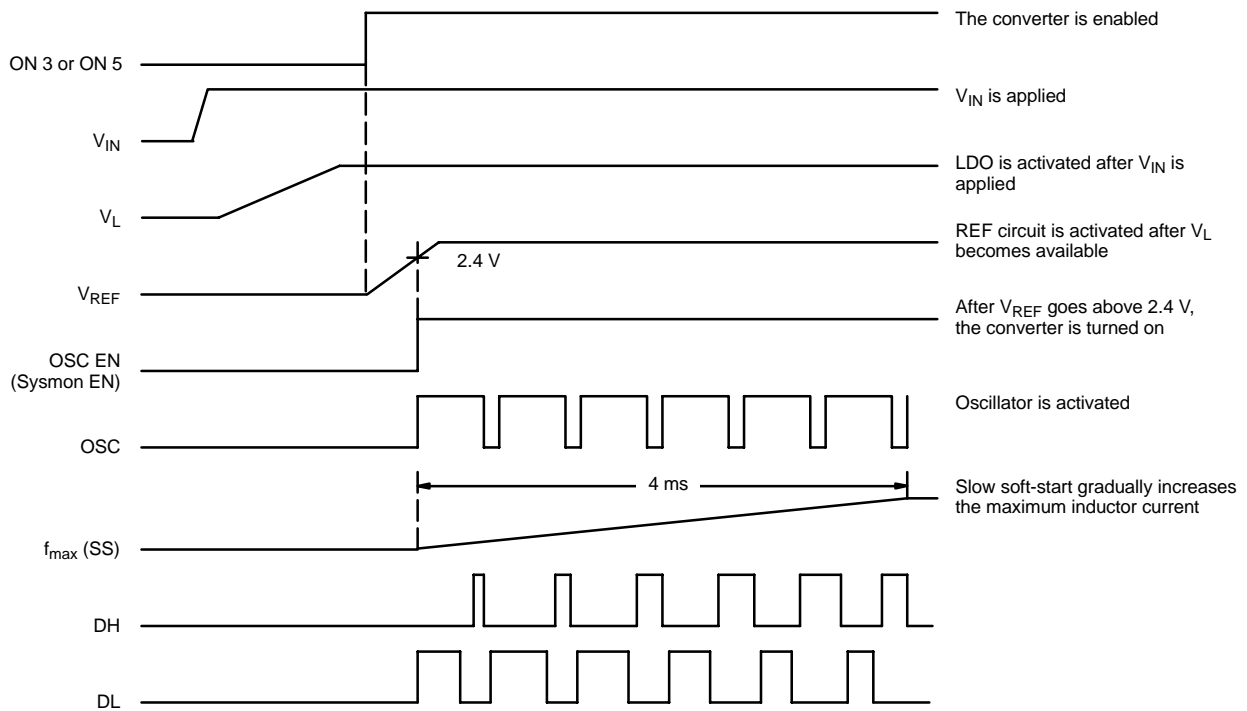 The converter is enabled
ON 3 or ON 5
V_IN is applied
V_IN
LDO is activated after V_IN is
applied
V_L
REF circuit is activated after V_L
becomes available
2.4 V
V_REF
After V_REF goes above 2.4 V,
the converter is turned on
OSC EN
(Sysmon EN)
Oscillator is activated
OSC
4 ms
Slow soft-start gradually increases
the maximum inductor current
f_max (SS)
DH
DL